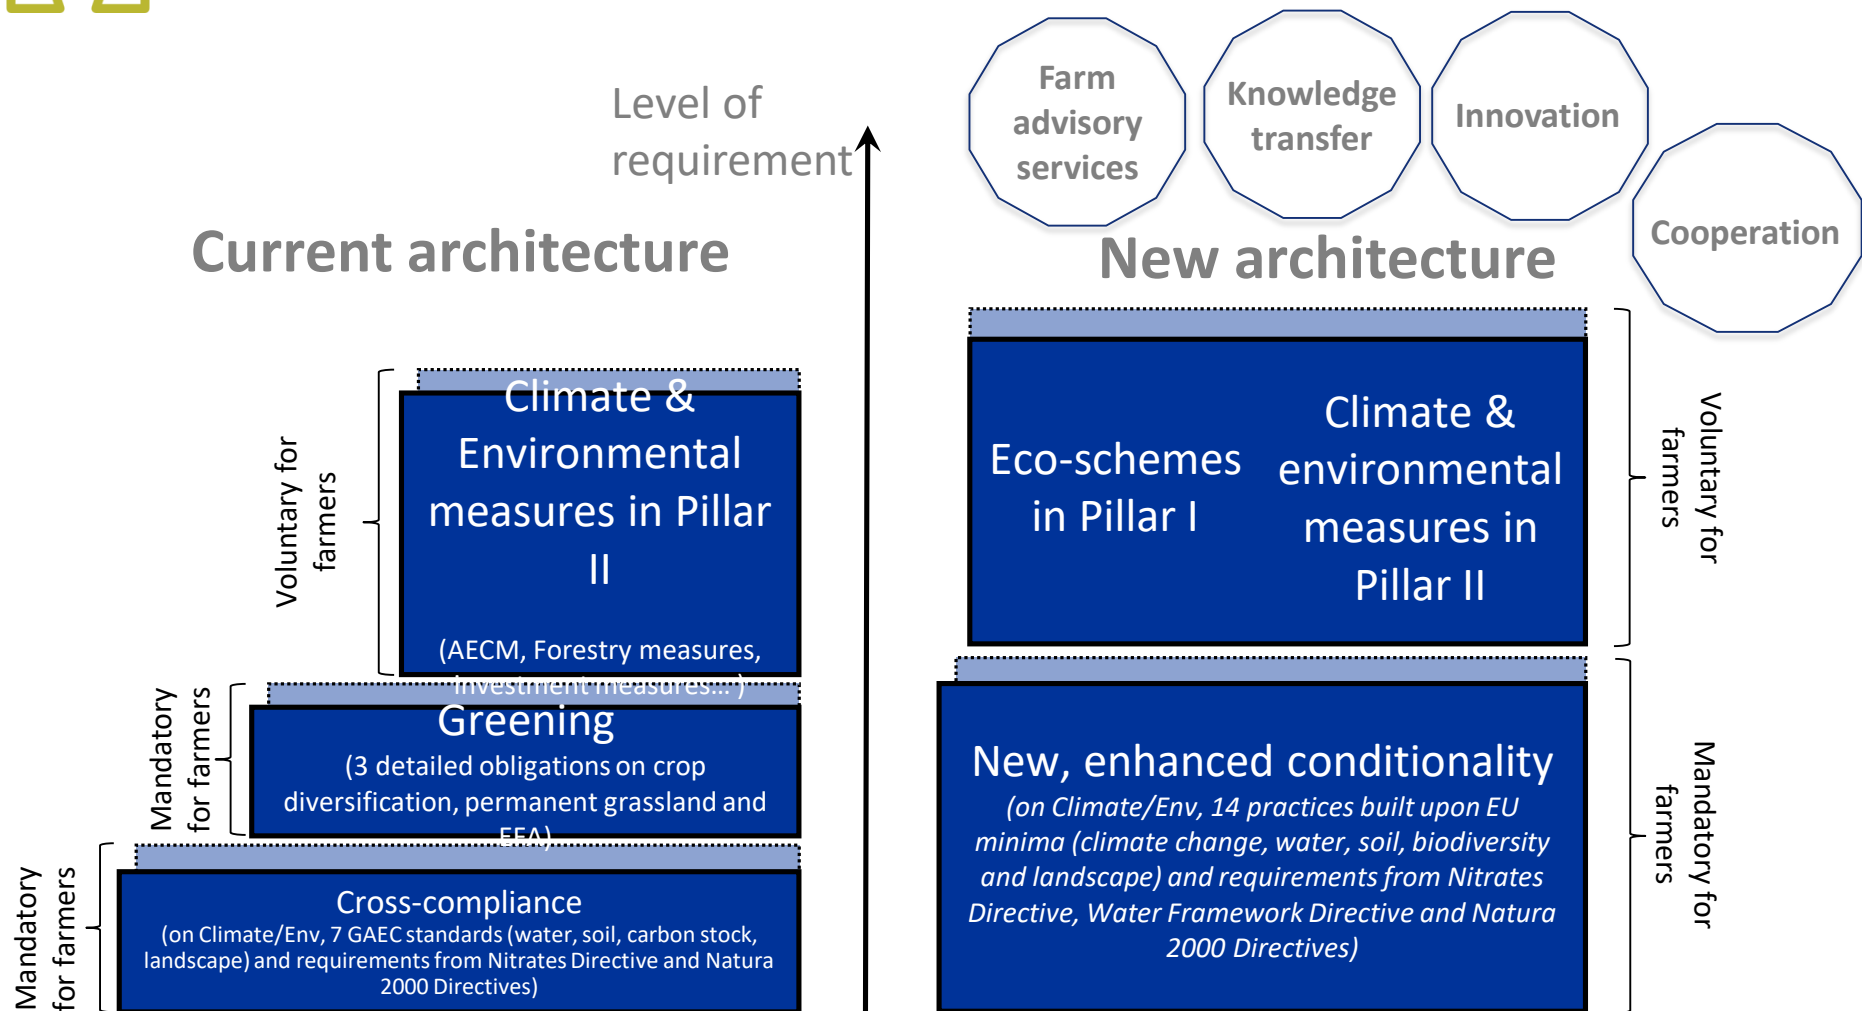 Level of
requirement
Current architecture
Voluntary for
farmers
Climate &
Environmental
measures in Pillar
II
(AECM, Forestry measures,
investment measures... )
Mandatory
for farmers
Greening
(3 detailed obligations on crop
diversification, permanent grassland and
EFA)
Mandatory
for farmers
Cross-compliance
(on Climate/Env, 7 GAEC standards (water, soil, carbon stock,
landscape) and requirements from Nitrates Directive and Natura
2000 Directives)
Farm
advisory
services
Knowledge
transfer
Innovation
Cooperation
New architecture
Eco-schemes
in Pillar I
Climate &
environmental
measures in
Pillar II
Voluntary for
farmers
New, enhanced conditionality
(on Climate/Env, 14 practices built upon EU
minima (climate change, water, soil, biodiversity
and landscape) and requirements from Nitrates
Directive, Water Framework Directive and Natura
2000 Directives)
Mandatory for
farmers